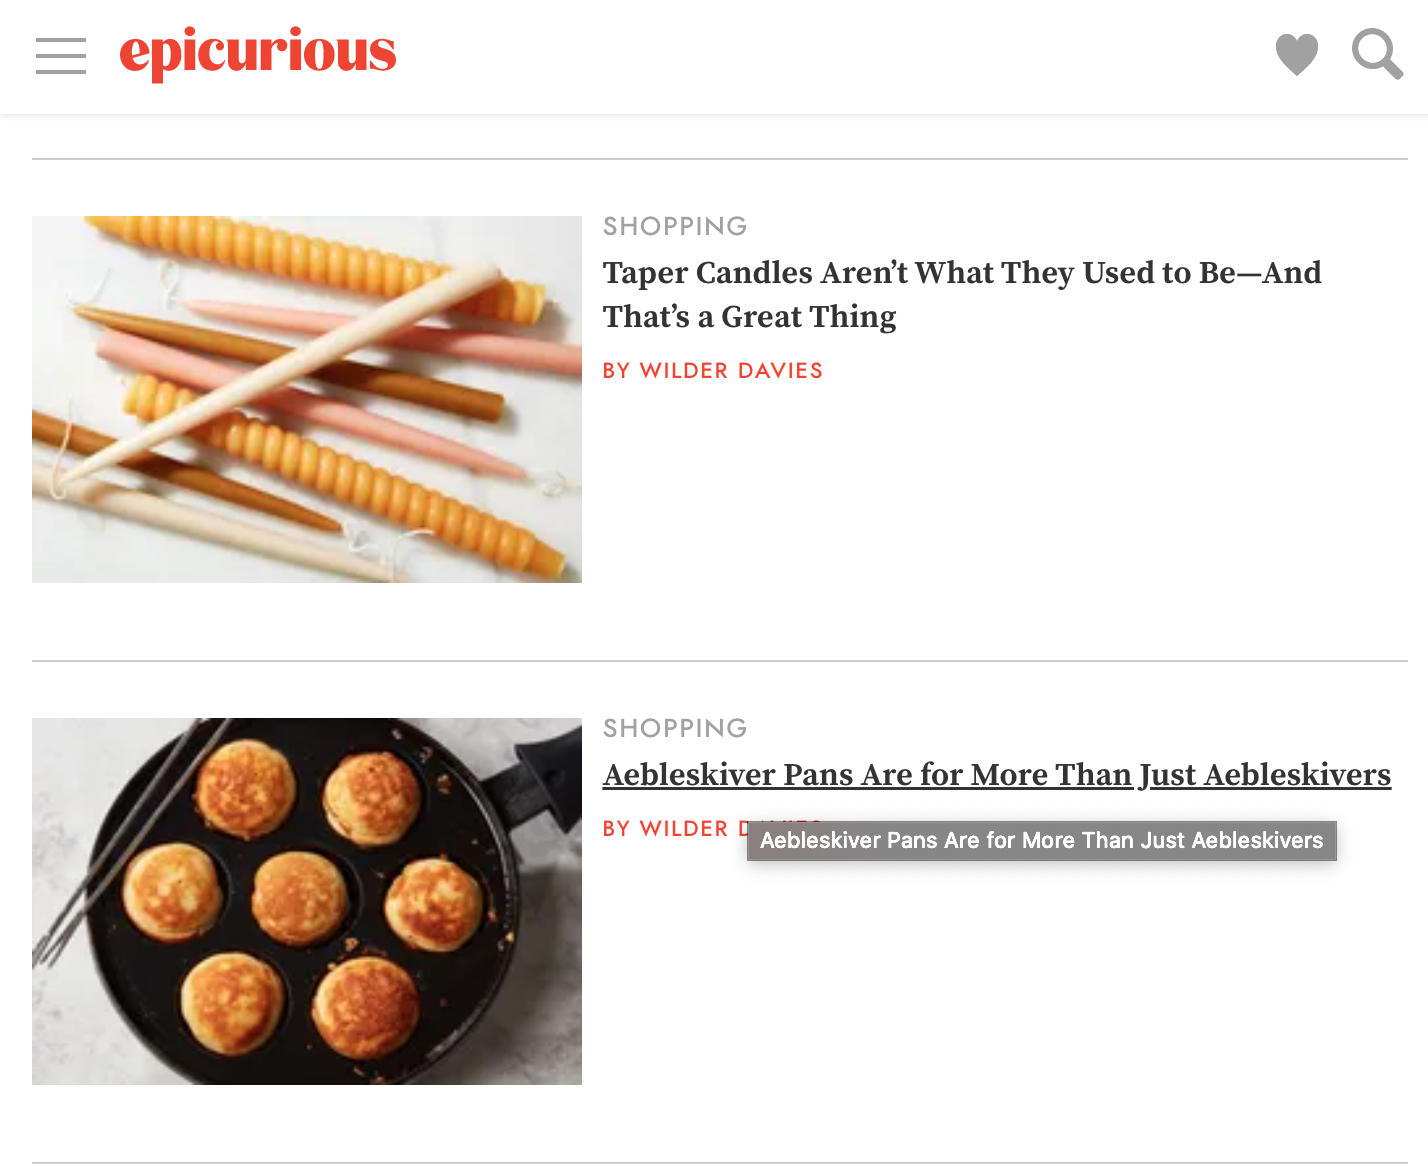 epicurious
SHOPPING
Taper Candles Aren’t What They Used to Be—And
That’s a Great Thing
BY WILDER DAVIES
SHOPPING
Aebleskiver Pans Are for More Than Just Aebleskivers
BY WILDER
Aebleskiver Pans Are for More Than Just Aebleskivers